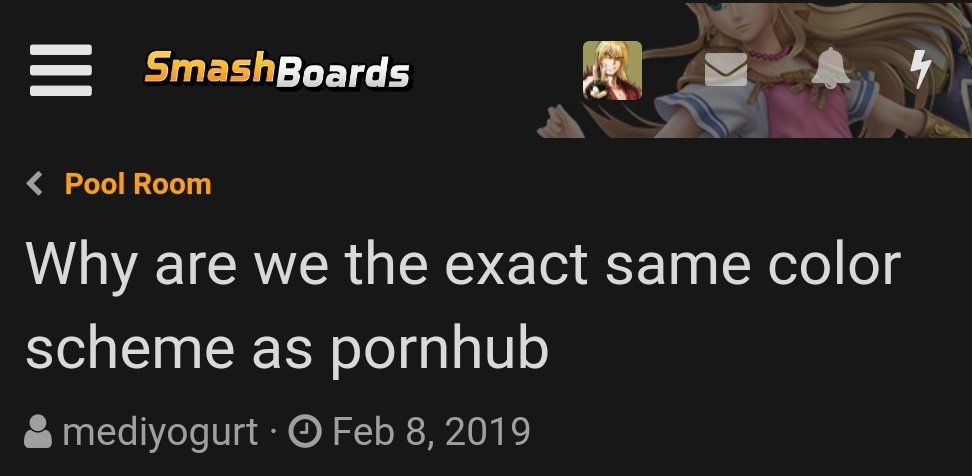 SmashBoards
Pool Room
Why are we the exact same color
scheme as pornhub
mediyogurt · Feb 8, 2019